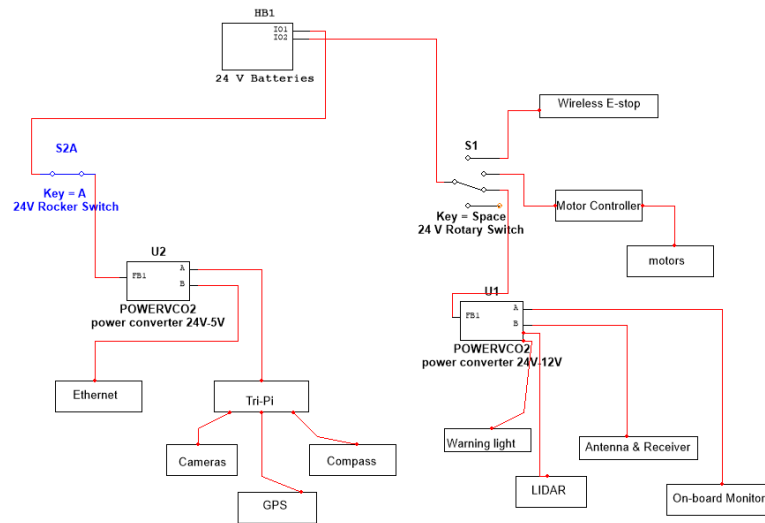 HB1
IO1
IO2
24 V Batteries
Wireless E-stop
S2A
S1
Key = A
24V Rocker Switch
Motor Controller
Key = Space
24 V Rotary Switch
U2
motors
A
FB1
B
U1
POWERVCO2
power converter 24V-5V
A
FB1
B
POWERVCO2
power converter 24V-12V
Ethernet
Tri-Pi
Warning light
Antenna & Receiver
Cameras
Compass
LIDAR
On-board Monitor
GPS